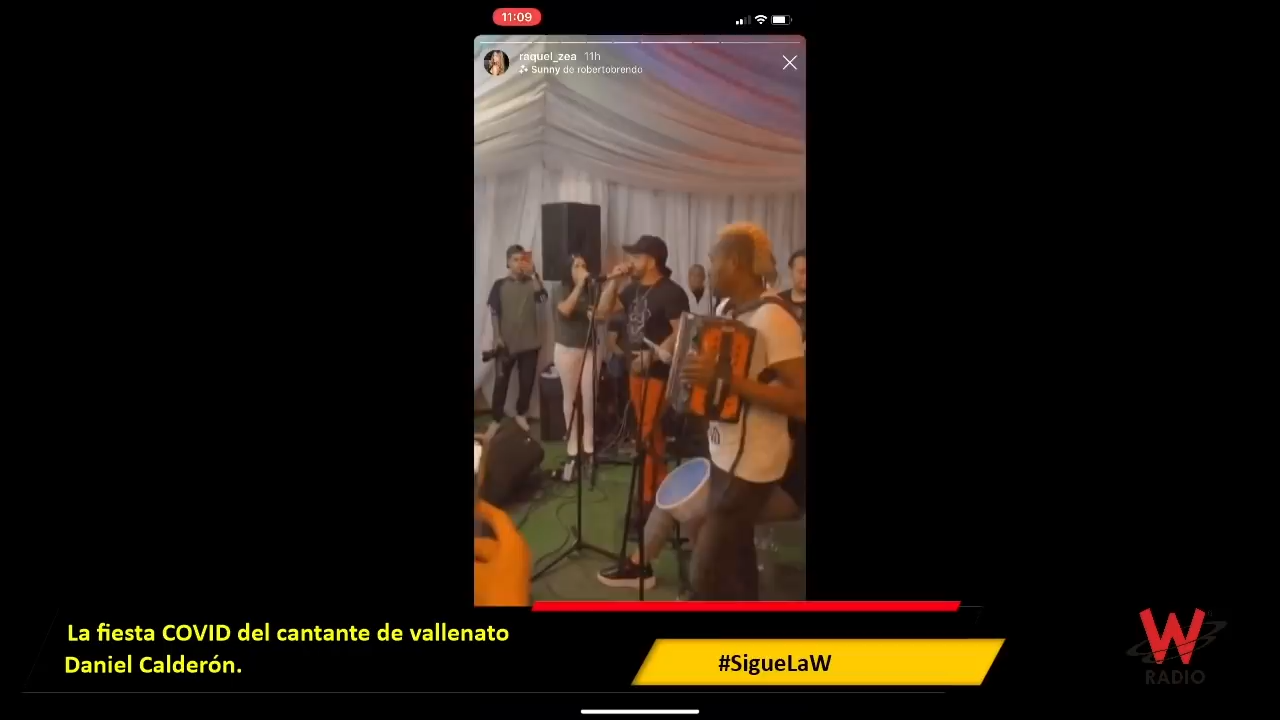 11:09
raquel_zea 11h
Sunny de robertobrendo
La fiesta COVID del cantante de vallenato
Daniel Calderón.
#SigueLaW
W
RADIO